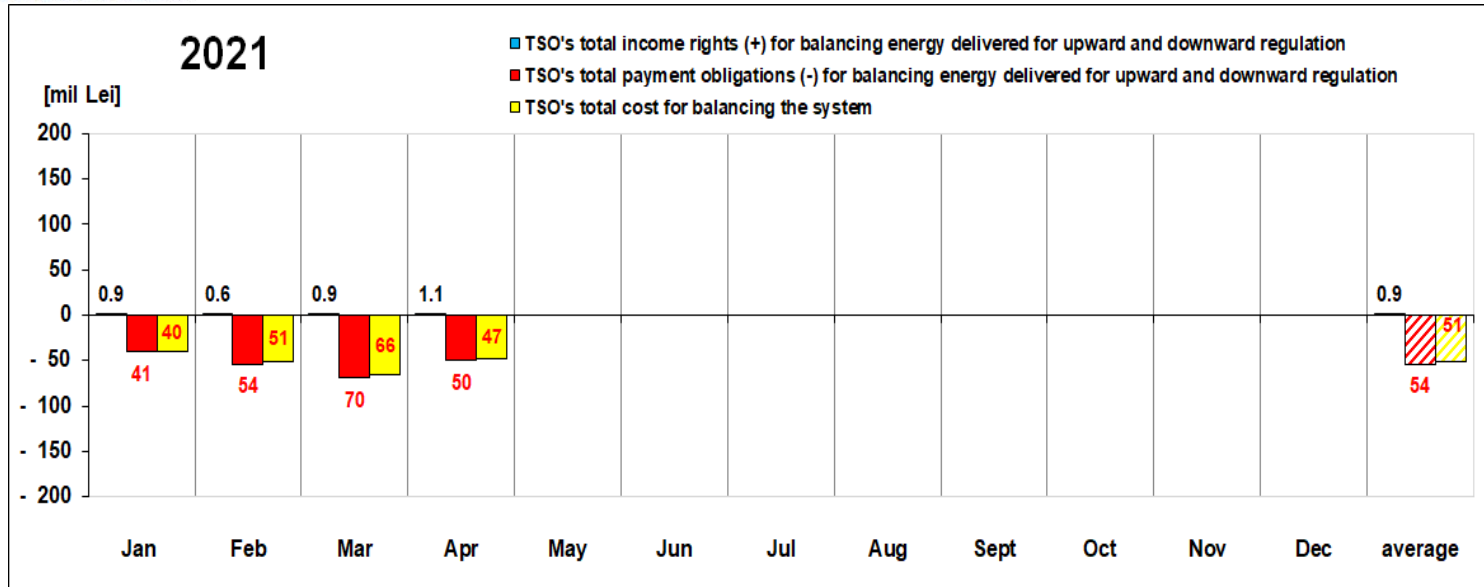 2021
TSO's total income rights (+) for balancing energy delivered for upward and downward regulation
TSO's total payment obligations (-) for balancing energy delivered for upward and downward regulation
TSO's total cost for balancing the system
[mil Lei]
200
150
100
50
0
- 50
- 100
- 150
- 200
0.9 0.6 0.9 1.1 0.9
40 51 66 47 51
41 54 70 50 54
Jan Feb Mar Apr May Jun Jul Aug Sept Oct Nov Dec average